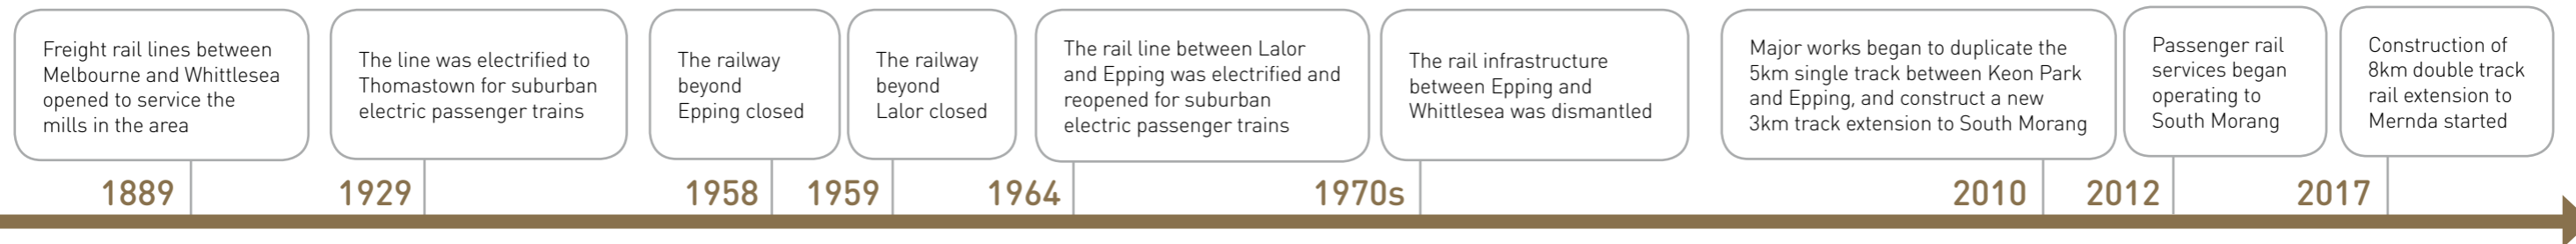 Freight rail lines between
Melbourne and Whittlesea
opened to service the
mills in the area
1889
The line was electrified to
Thomastown for suburban
electric passenger trains
1929
The railway
beyond
Epping closed
1958
The railway
beyond
Lalor closed
1959
The rail line between Lalor
and Epping was electrified and
reopened for suburban
electric passenger trains
1964
The rail infrastructure
between Epping and
Whittlesea was dismantled
1970s
Major works began to duplicate the
5km single track between Keon Park
and Epping, and construct a new
3km track extension to South Morang
2010
Passenger rail
services began
operating to
South Morang
2012
Construction of
8km double track
rail extension to
Mernda started
2017